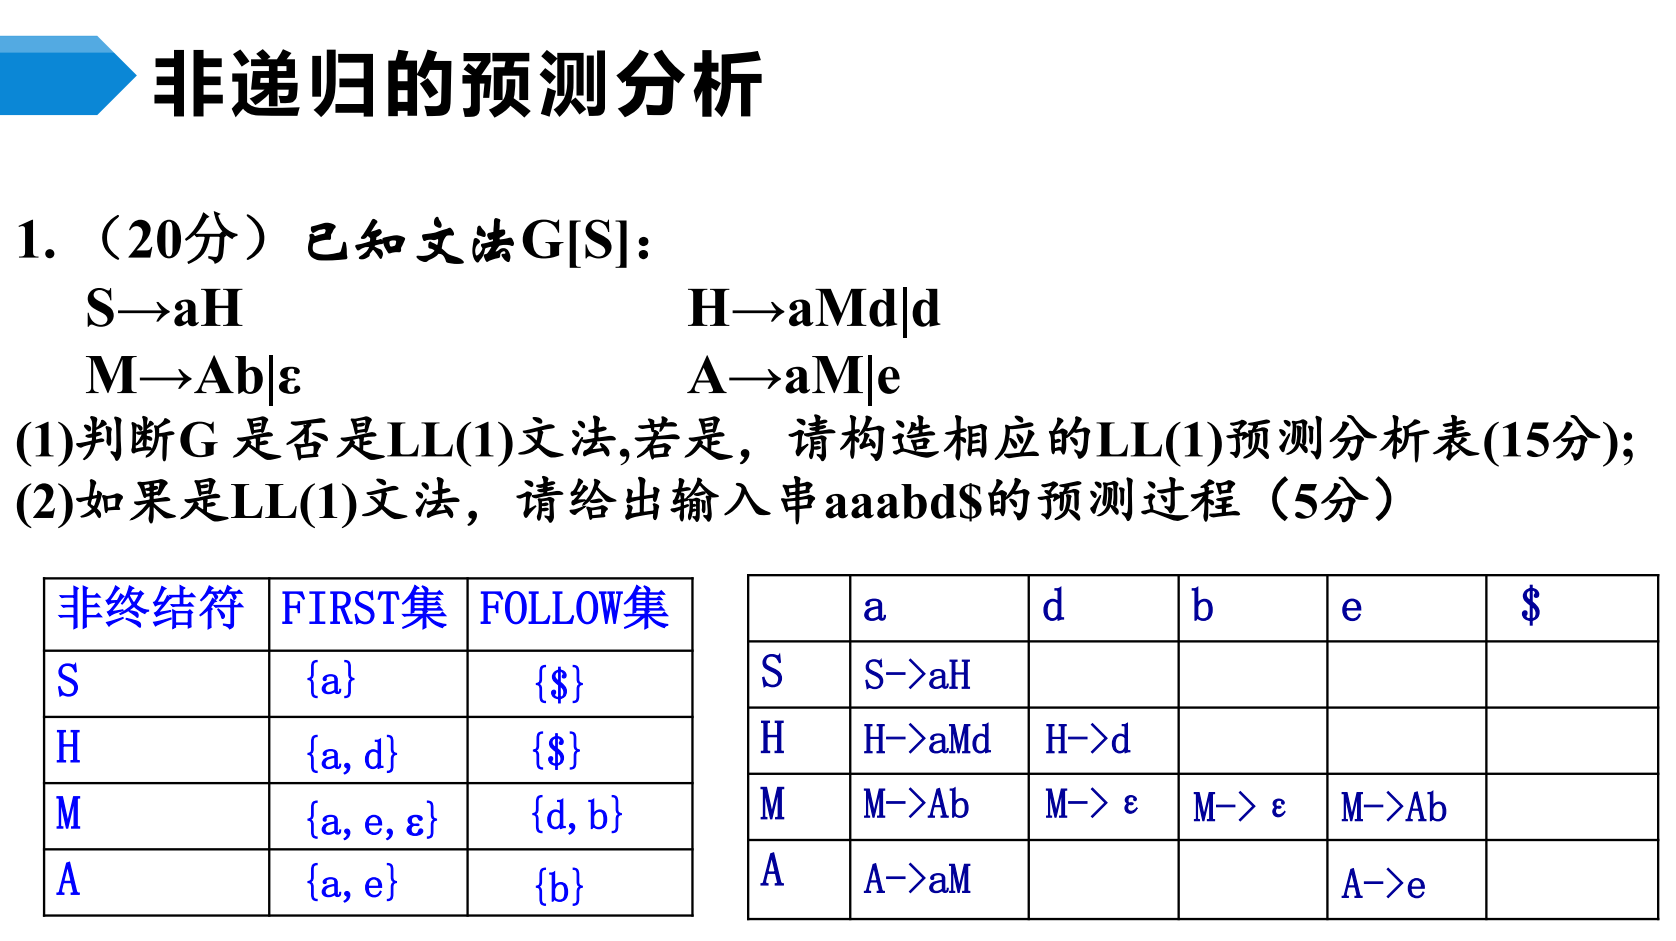 非递归的预测分析
1. （20分）已知文法G[S]：
S→aH H→aMd|d
M→Ab|ε A→aM|e
(1)判断G 是否是LL(1)文法,若是，请构造相应的LL(1)预测分析表(15分);
(2)如果是LL(1)文法，请给出输入串aaabd$的预测过程（5分）
非终结符 FIRST集 FOLLOW集
S {a} {$}
H {a,d} {$}
M {a,e,ε} {d,b}
A {a,e} {b}
a d b e $
S S->aH
H H->aMd H->d
M M->Ab M->ε M->ε M->Ab
A A->aM A->e